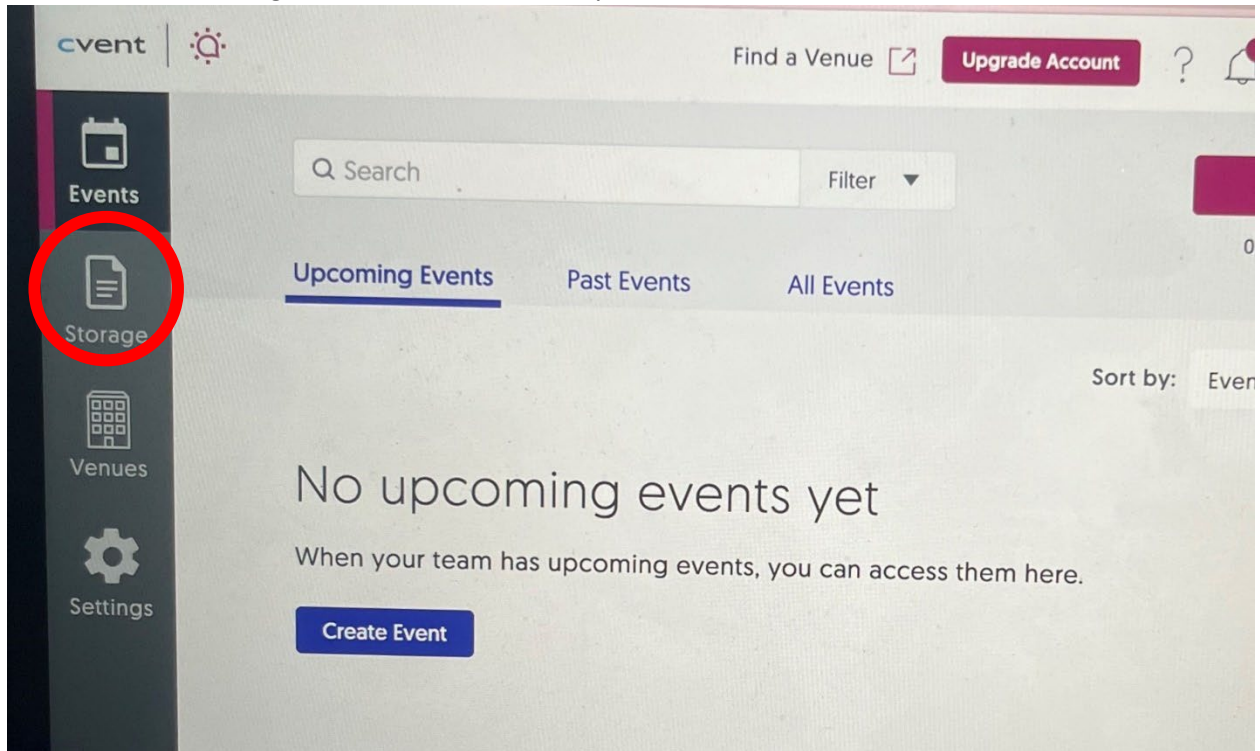 cvent
Find a Venue
Upgrade Account
?
Events
Search
Filter
0
Upcoming Events
Past Events
All Events
Storage
Sort by:
Venues
No upcoming events yet
When your team has upcoming events, you can access them here.
Settings
Create Event